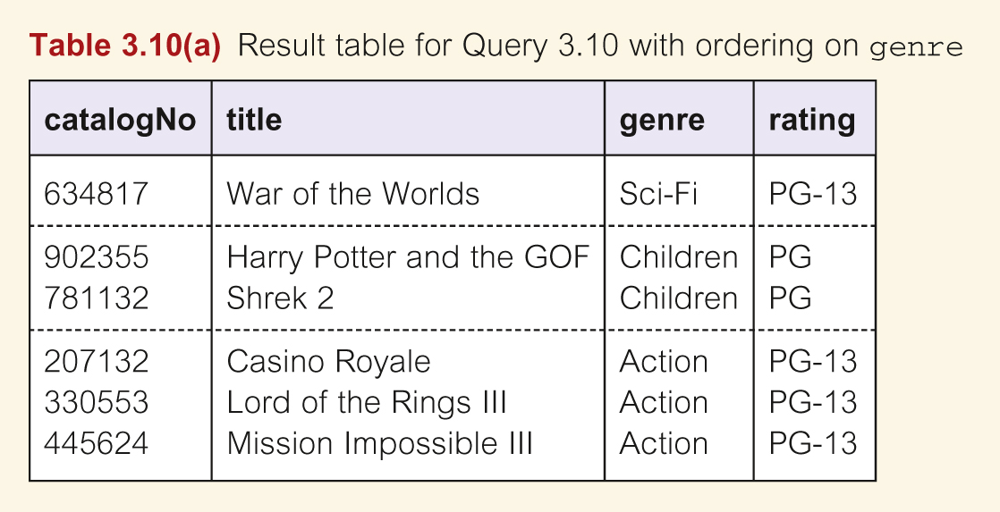 Table 3.10(a) Result table for Query 3.10 with ordering on genre
catalogNo title genre rating
634817 War of the Worlds Sci-Fi PG-13
902355 Harry Potter and the GOF Children PG
781132 Shrek 2 Children PG
207132 Casino Royale Action PG-13
330553 Lord of the Rings III Action PG-13
445624 Mission Impossible III Action PG-13